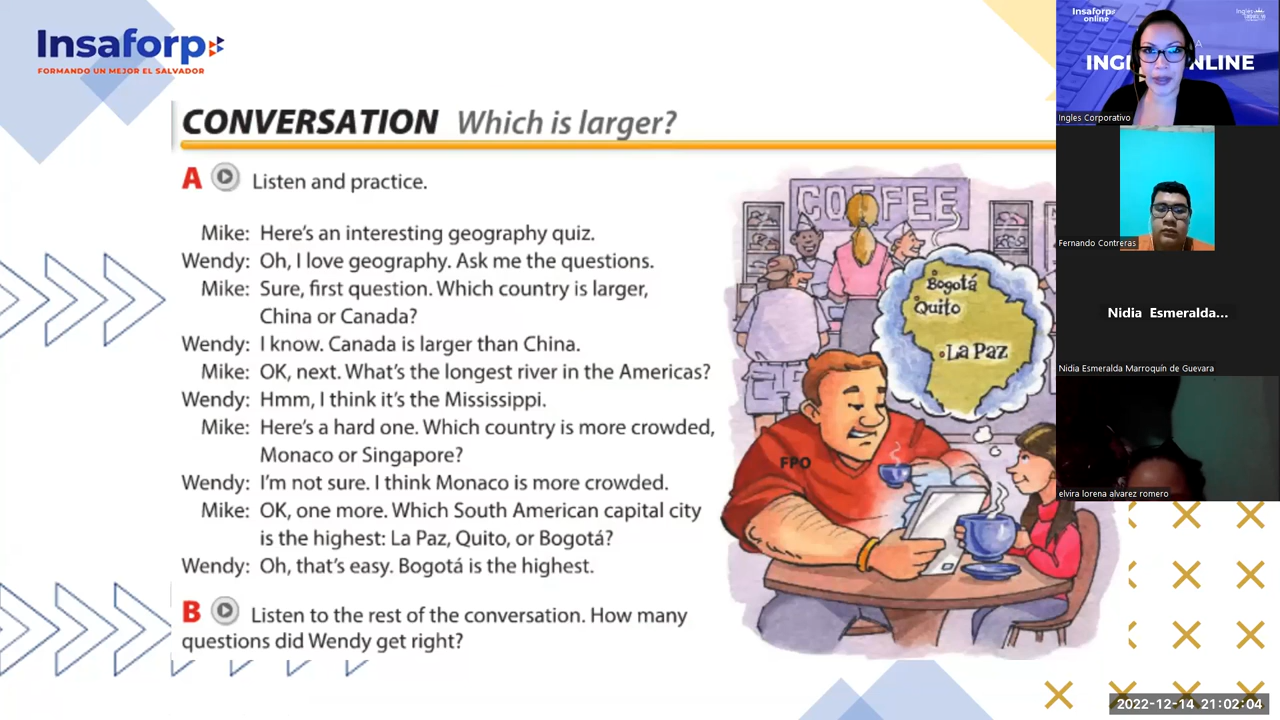 Insaforp
FORMANDO UN MEJOR EL SALVADOR
CONVERSATION Which is larger?
A Listen and practice.
Mike: Here's an interesting geography quiz.
Wendy: Oh, I love geography. Ask me the questions.
Mike: Sure, first question. Which country is larger,
China or Canada?
Wendy: I know. Canada is larger than China.
Mike: OK, next. What's the longest river in the Americas?
Wendy: Hmm, I think it's the Mississippi.
Mike: Here's a hard one. Which country is more crowded,
Monaco or Singapore?
Wendy: I'm not sure. I think Monaco is more crowded.
Mike: OK, one more. Which South American capital city
is the highest: La Paz, Quito, or Bogotá?
Wendy: Oh, that's easy. Bogotá is the highest.
B Listen to the rest of the conversation. How many
questions did Wendy get right?
COFFEE
Bogotá
Quito
La Paz
FPO
Insaforp
online
Ingles Corporativo
Fernando Contreras
Nidia Esmeralda...
Nidia Esmeralda Marroquín de Guevara
elvira lorena alvarez romero
2022-12-14 21:02:04